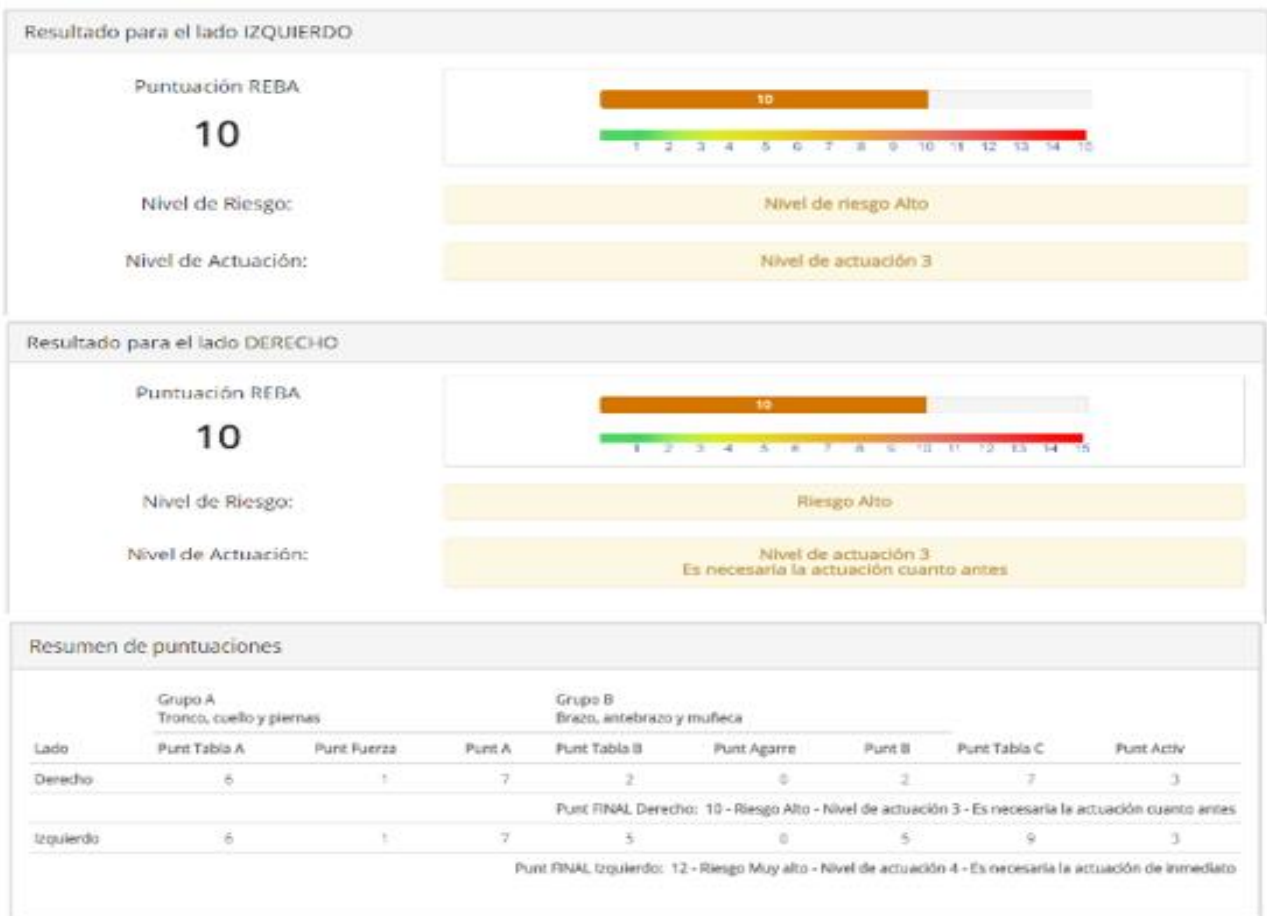 Resultado para el lado IZQUIERDO
Puntuación REBA
10
10
1 2 3 4 5 6 7 8 9 10 11 12 13 14 15
Nivel de Riesgo:
Nivel de riesgo Alto
Nivel de Actuación:
Nivel de actuación 3
Resultado para el lado DERECHO
Puntuación REBA
10
10
1 2 3 4 5 6 7 8 9 10 11 12 13 14 15
Nivel de Riesgo:
Riesgo Alto
Nivel de Actuación:
Nivel de actuación 3
Es necesaria la actuación cuanto antes
Resumen de puntuaciones
Grupo A Grupo B
Tronco, cuello y piernas Brazo, antebrazo y muñeca
Lado Punt Tabla A Punt Fuerza Punt A Punt Tabla B Punt Agarre Punt B Punt Tabla C Punt Activ
Derecho 6 1 7 2 0 2 7 3
Punt FINAL Derecho: 10 - Riesgo Alto - Nivel de actuación 3 - Es necesaria la actuación cuanto antes
Izquierdo 6 1 7 5 0 5 9 3
Punt FINAL Izquierdo: 12 - Riesgo Muy alto - Nivel de actuación 4 - Es necesaria la actuación de inmediato